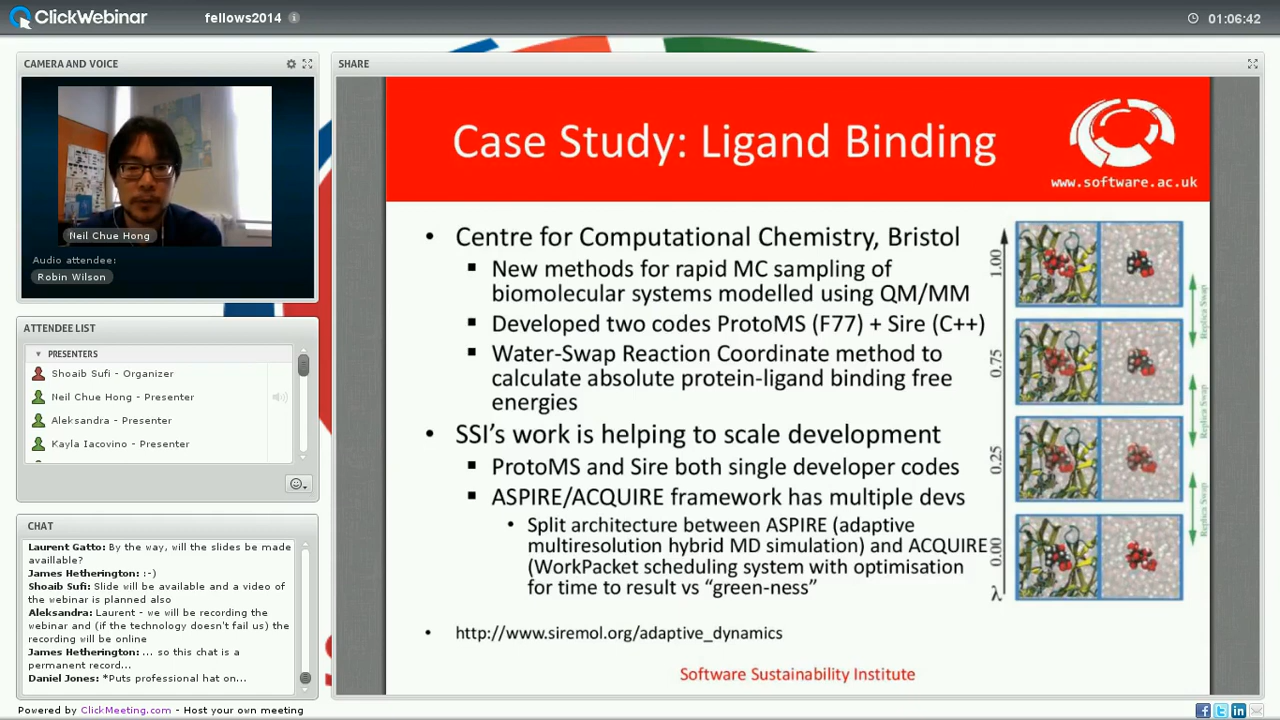 ClickWebinar
fellows2014
01:06:42
CAMERA AND VOICE
Neil Chue Hong
Audio attendee:
Robin Wilson
ATTENDEE LIST
PRESENTERS
Shoaib Sufi - Organizer
Neil Chue Hong - Presenter
Aleksandra - Presenter
Kayla Iacovino - Presenter
CHAT
Laurent Gatto: By the way, will the slides be made
availlable?
James Hetherington: :-)
Shoaib Sufi: Slide will be available and a video of
the webinar is planned also
Aleksandra: Laurent - we will be recording the
webinar and (if the technology doesn't fail us) the
recording will be online
James Hetherington: ... so this chat is a
permanent record...
Daniel Jones: *Puts professional hat on...
SHARE
Case Study: Ligand Binding
www.software.ac.uk
• Centre for Computational Chemistry, Bristol
▪ New methods for rapid MC sampling of
biomolecular systems modelled using QM/MM
▪ Developed two codes ProtoMS (F77) + Sire (C++)
▪ Water-Swap Reaction Coordinate method to
calculate absolute protein-ligand binding free
energies
• SSI's work is helping to scale development
▪ ProtoMS and Sire both single developer codes
▪ ASPIRE/ACQUIRE framework has multiple devs
• Split architecture between ASPIRE (adaptive
multiresolution hybrid MD simulation) and ACQUIRE
(WorkPacket scheduling system with optimisation
for time to result vs “green-ness”
• http://www.siremol.org/adaptive_dynamics
1.00
0.75
0.25
0.00
λ
Replica Swap
Replica Swap
Replica Swap
Software Sustainability Institute
Powered by ClickMeeting.com - Host your own meeting